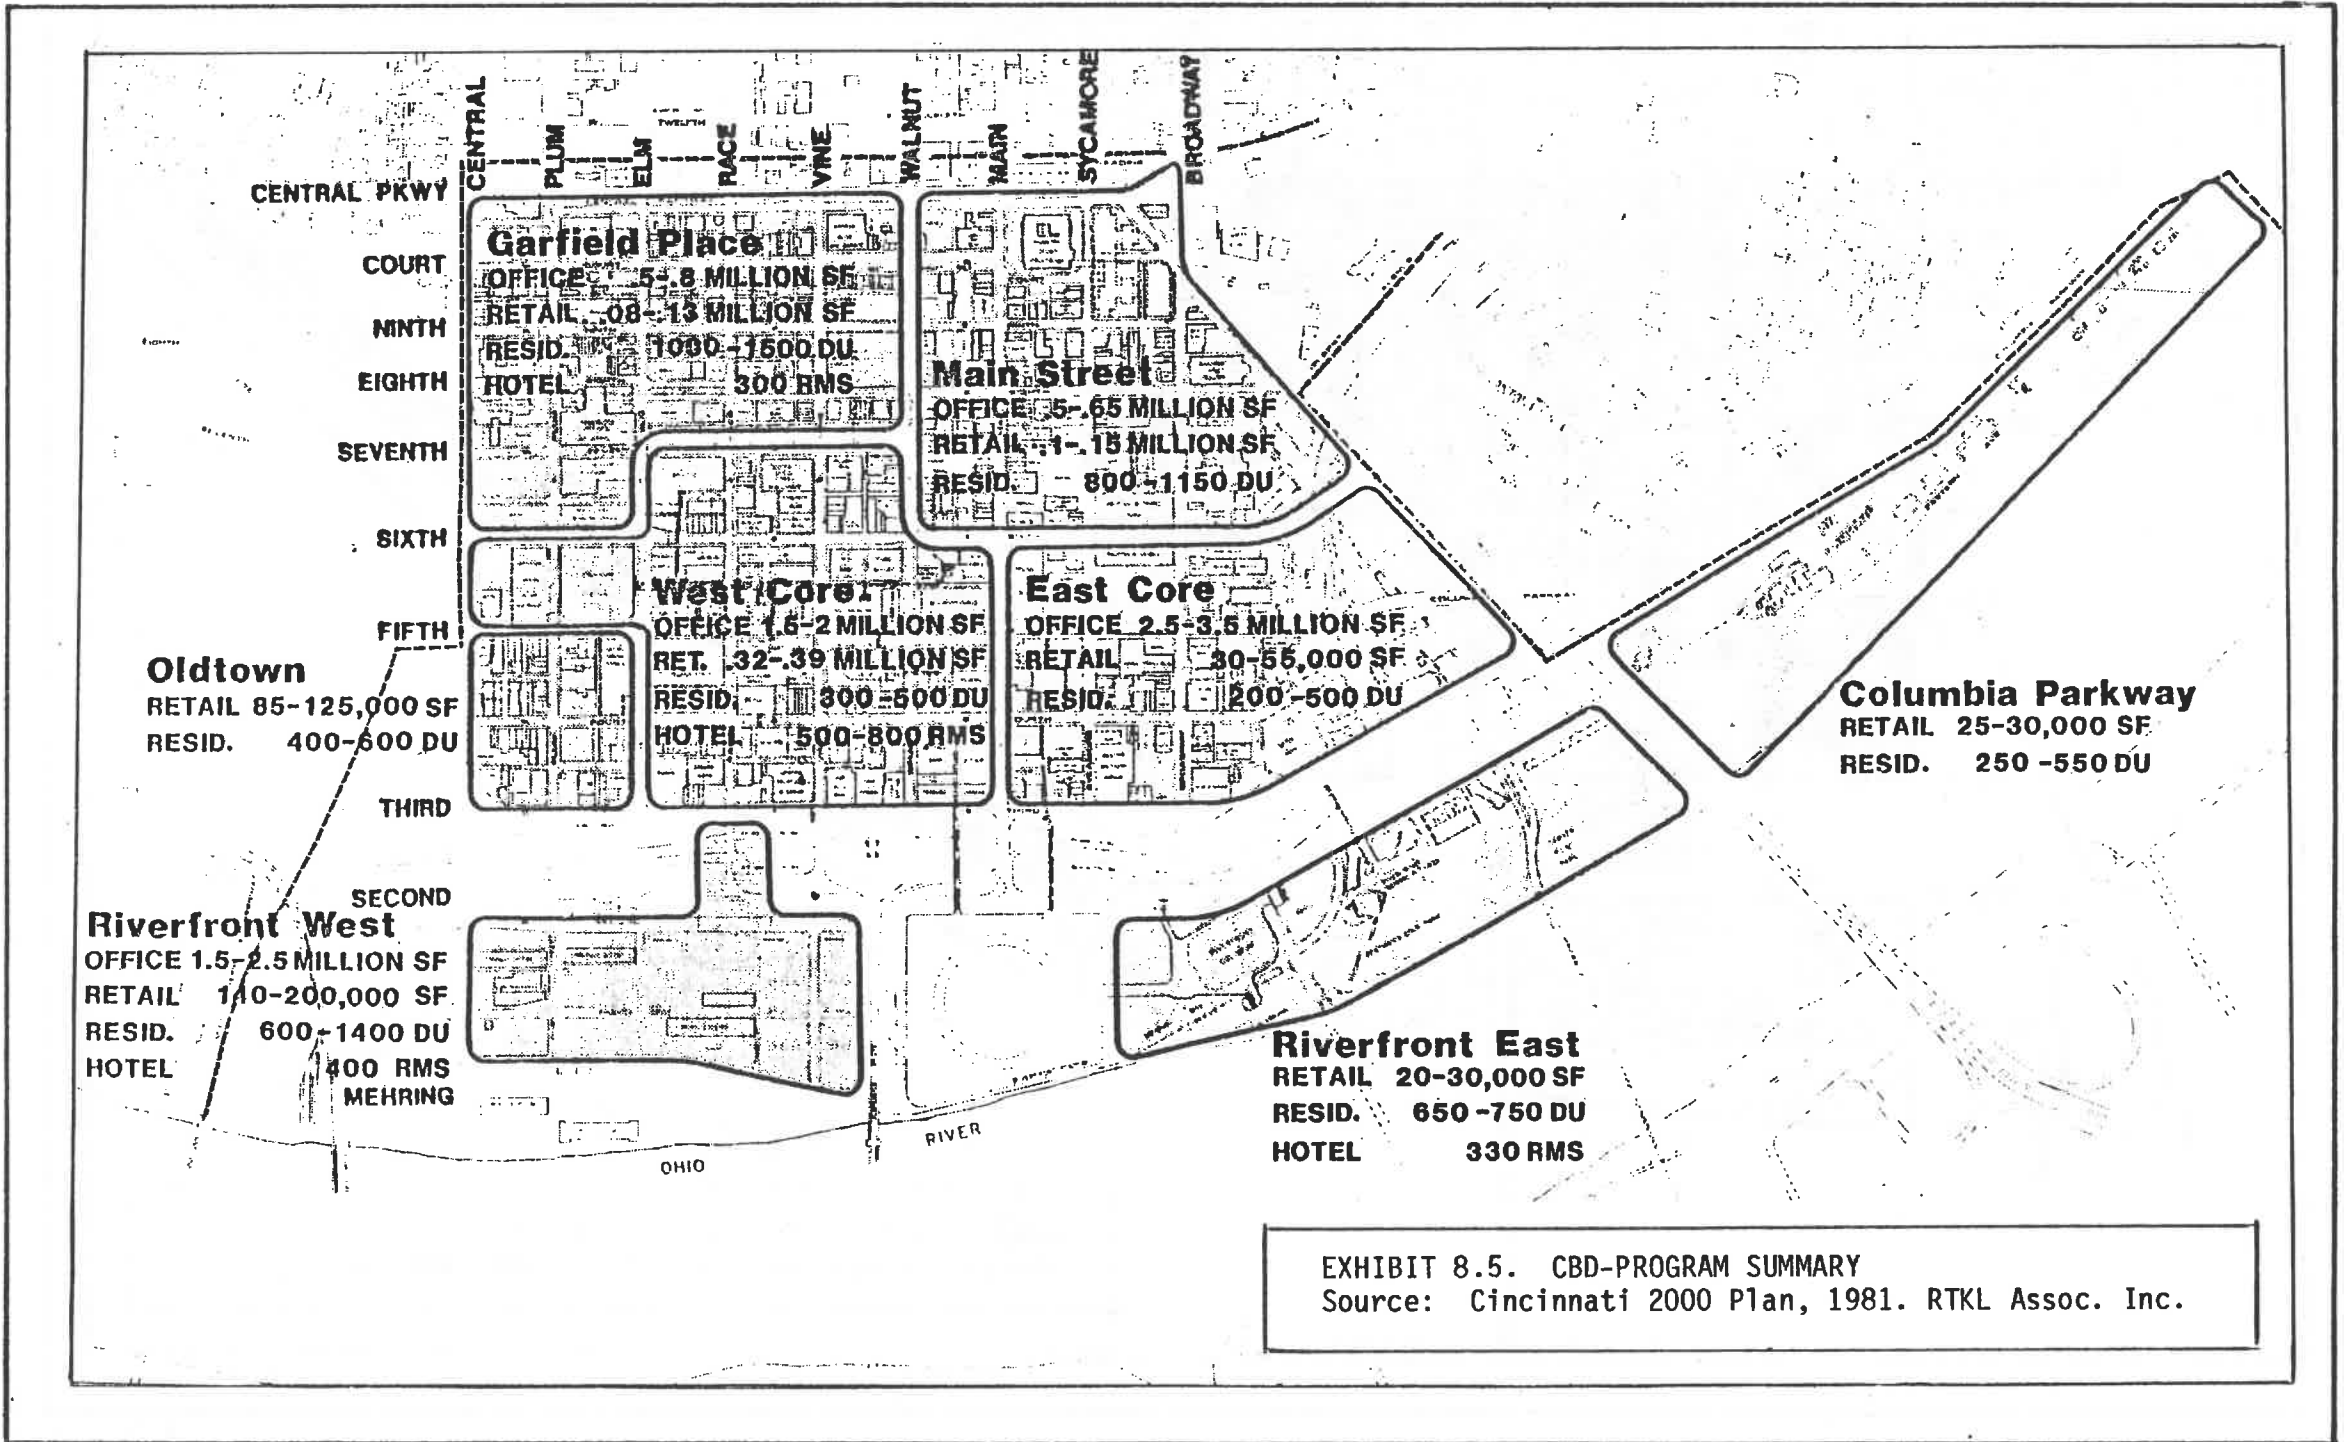 CENTRAL
PLUM
ELM
RACE
VINE
WALNUT
MAIN
SYCAMORE
BROADWAY
TWELFTH
CENTRAL PKWY
COURT
NINTH
EIGHTH
SEVENTH
SIXTH
FIFTH
THIRD
SECOND
MEHRING
Garfield Place
OFFICE .5-.8 MILLION SF
RETAIL .08-.13 MILLION SF
RESID. 1000-1500 DU
HOTEL 300 RMS
Main Street
OFFICE .5-.65 MILLION SF
RETAIL .1-.15 MILLION SF
RESID. 800-1150 DU
West Core
OFFICE 1.5-2 MILLION SF
RET. .32-.39 MILLION SF
RESID. 300-500 DU
HOTEL 500-800 RMS
East Core
OFFICE 2.5-3.5 MILLION SF
RETAIL 30-55,000 SF
RESID. 200-500 DU
Oldtown
RETAIL 85-125,000 SF
RESID. 400-600 DU
Columbia Parkway
RETAIL 25-30,000 SF
RESID. 250-550 DU
Riverfront West
OFFICE 1.5-2.5 MILLION SF
RETAIL 140-200,000 SF
RESID. 600-1400 DU
HOTEL 400 RMS
Riverfront East
RETAIL 20-30,000 SF
RESID. 650-750 DU
HOTEL 330 RMS
OHIO
RIVER
EXHIBIT 8.5. CBD-PROGRAM SUMMARY
Source: Cincinnati 2000 Plan, 1981. RTKL Assoc. Inc.